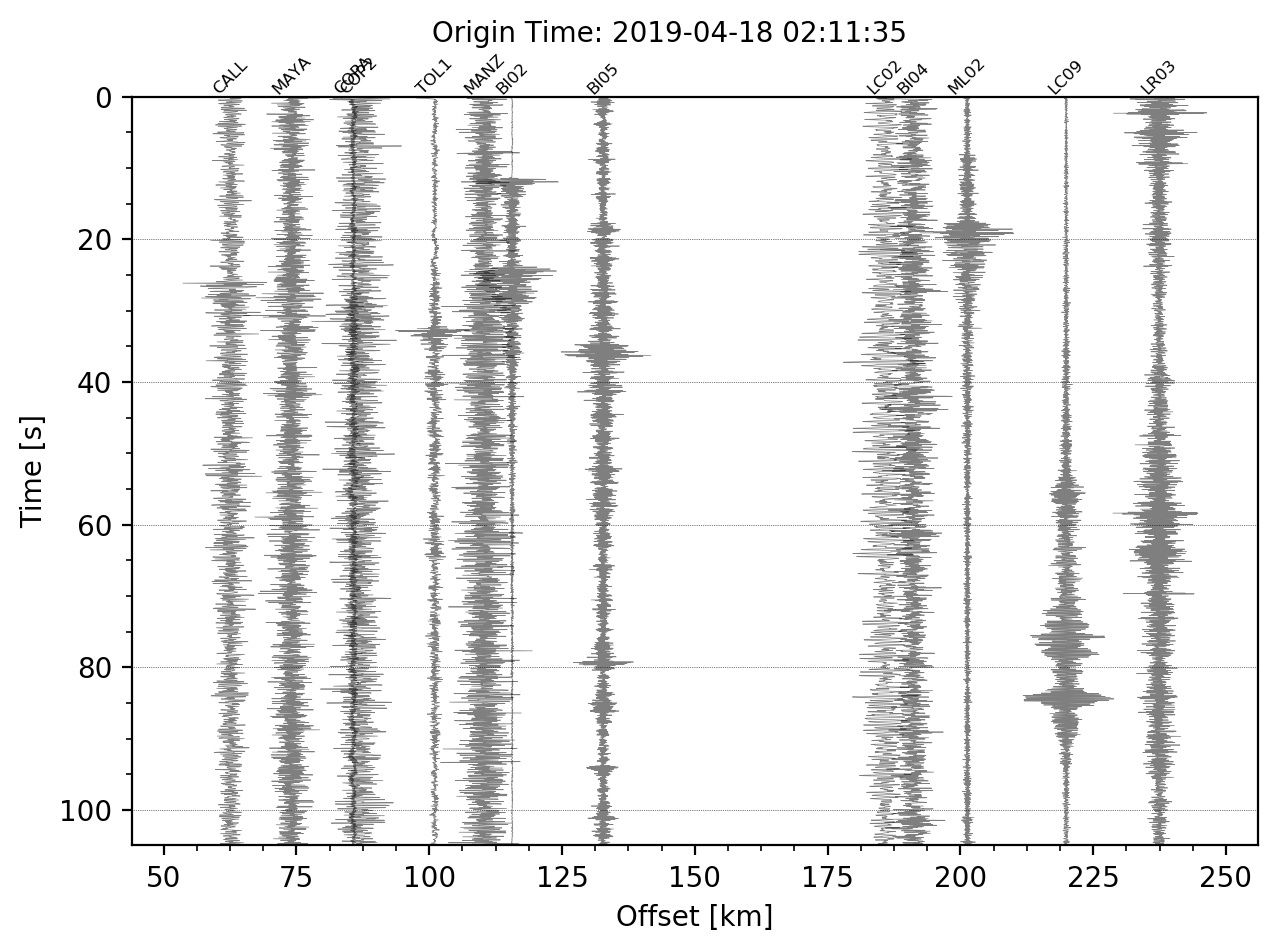 Origin Time: 2019-04-18 02:11:35
CALL MAYA COP2 TOL1 MANZ BI02 BI05 LC02 BI04 ML02 LC09 LR03
0
20
40
60
80
100
Time [s]
50 75 100 125 150 175 200 225 250
Offset [km]